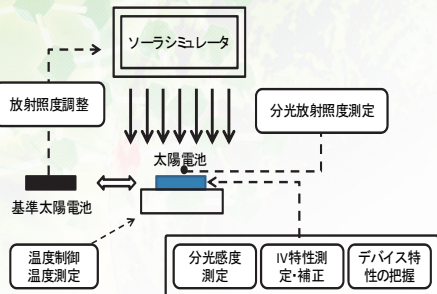 ソーラシミュレータ
放射照度調整
分光放射照度測定
太陽電池
基準太陽電池
温度制御
温度測定
分光感度
測定
IV特性測
定・補正
デバイス特
性の把握